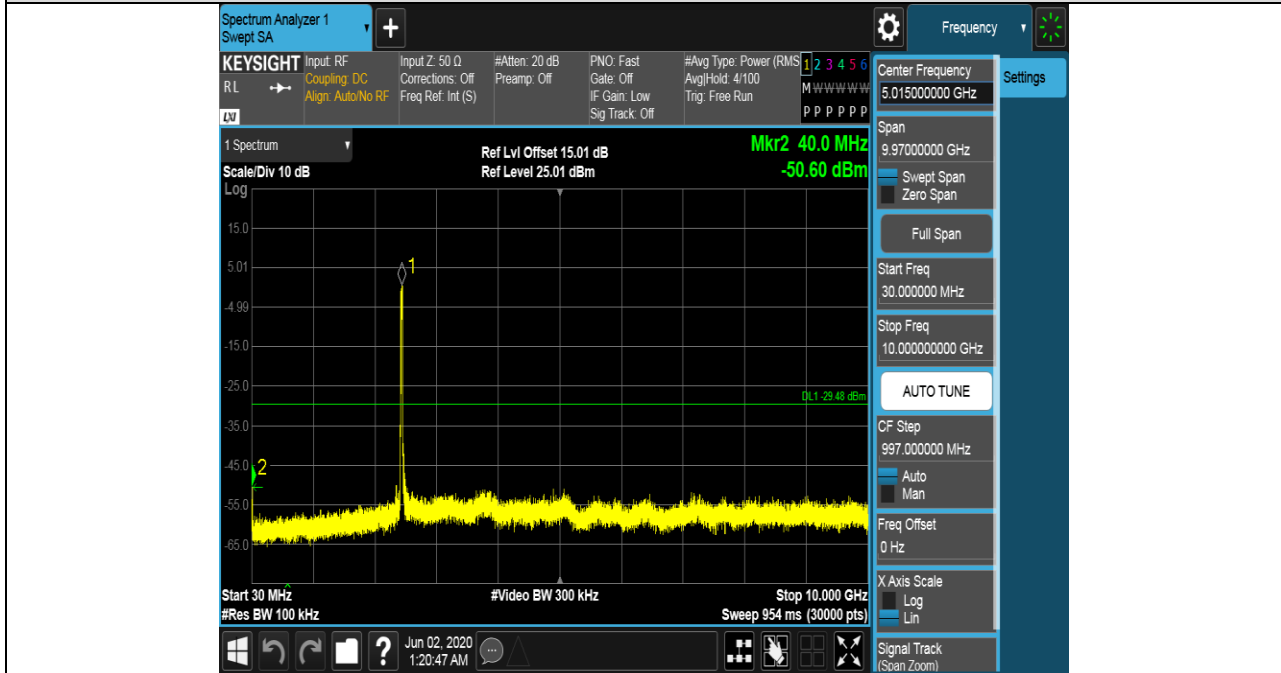 Spectrum Analyzer 1
Swept SA
+
Frequency
KEYSIGHT
RL
LXI
Input: RF
Coupling: DC
Align: Auto/No RF
Input Z: 50 Ω
Corrections: Off
Freq Ref: Int (S)
#Atten: 20 dB
Preamp: Off
PNO: Fast
Gate: Off
IF Gain: Low
Sig Track: Off
#Avg Type: Power (RMS
Avg|Hold: 4/100
Trig: Free Run
1 2 3 4 5 6
M W W W W W
P P P P P P
1 Spectrum
Scale/Div 10 dB
Log
Ref Lvl Offset 15.01 dB
Ref Level 25.01 dBm
Mkr2 40.0 MHz
-50.60 dBm
15.0
5.01
-4.99
-15.0
-25.0
-35.0
-45.0
-55.0
-65.0
1
2
DL1 -29.48 dBm
Start 30 MHz
#Res BW 100 kHz
#Video BW 300 kHz
Stop 10.000 GHz
Sweep 954 ms (30000 pts)
Center Frequency
5.015000000 GHz
Settings
Span
9.97000000 GHz
Swept Span
Zero Span
Full Span
Start Freq
30.000000 MHz
Stop Freq
10.000000000 GHz
AUTO TUNE
CF Step
997.000000 MHz
Auto
Man
Freq Offset
0 Hz
X Axis Scale
Log
Lin
Signal Track
(Span Zoom)
?
Jun 02, 2020
1:20:47 AM